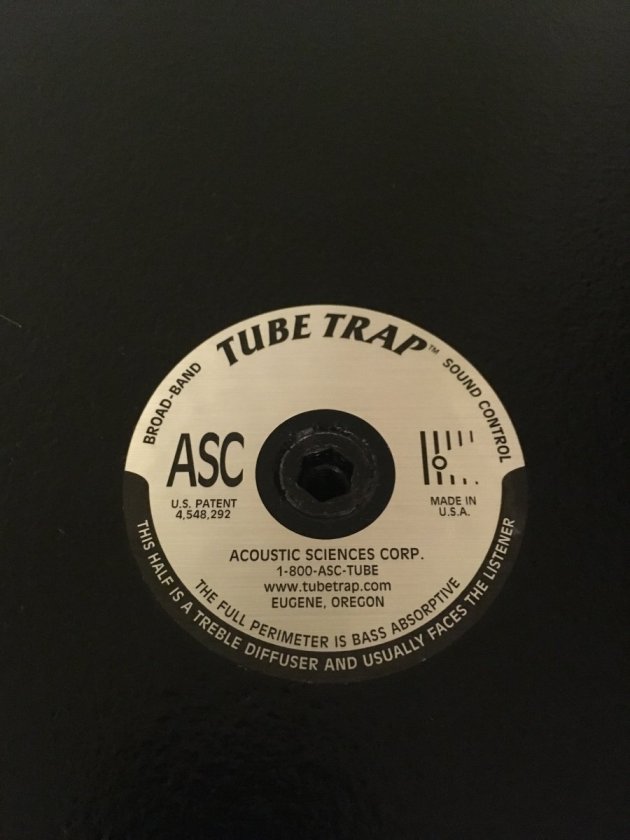 TUBE TRAP™
BROAD-BAND
SOUND CONTROL
ASC
U.S. PATENT
4,548,292
MADE IN
U.S.A.
ACOUSTIC SCIENCES CORP.
1-800-ASC-TUBE
www.tubetrap.com
EUGENE, OREGON
THE FULL PERIMETER IS BASS ABSORPTIVE
THIS HALF IS A TREBLE DIFFUSER AND USUALLY FACES THE LISTENER